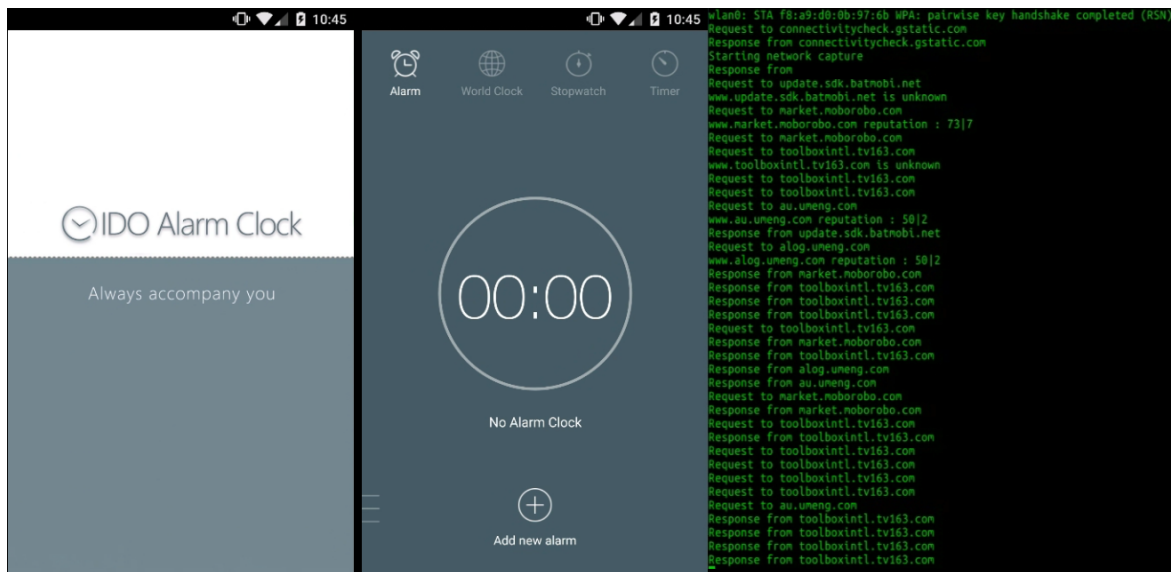 10:45
IDO Alarm Clock
Always accompany you
10:45
Alarm World Clock Stopwatch Timer
00:00
No Alarm Clock
Add new alarm
wlan0: STA f8:a9:d0:0b:97:6b WPA: pairwise key handshake completed (RSN)
Request to connectivitycheck.gstatic.com
Response from connectivitycheck.gstatic.com
Starting network capture
Response from
Request to update.sdk.batmobi.net
www.update.sdk.batmobi.net is unknown
Request to market.moborobo.com
www.market.moborobo.com reputation : 73|7
Request to market.moborobo.com
Request to toolboxintl.tv163.com
www.toolboxintl.tv163.com is unknown
Request to toolboxintl.tv163.com
Request to toolboxintl.tv163.com
Request to au.umeng.com
www.au.umeng.com reputation : 50|2
Response from update.sdk.batmobi.net
Request to alog.umeng.com
www.alog.umeng.com reputation : 50|2
Response from market.moborobo.com
Response from toolboxintl.tv163.com
Response from toolboxintl.tv163.com
Response from toolboxintl.tv163.com
Request to toolboxintl.tv163.com
Response from market.moborobo.com
Response from toolboxintl.tv163.com
Response from alog.umeng.com
Response from au.umeng.com
Request to market.moborobo.com
Response from market.moborobo.com
Request to toolboxintl.tv163.com
Response from toolboxintl.tv163.com
Request to toolboxintl.tv163.com
Request to toolboxintl.tv163.com
Request to toolboxintl.tv163.com
Request to au.umeng.com
Response from toolboxintl.tv163.com
Response from toolboxintl.tv163.com
Response from toolboxintl.tv163.com
Response from toolboxintl.tv163.com